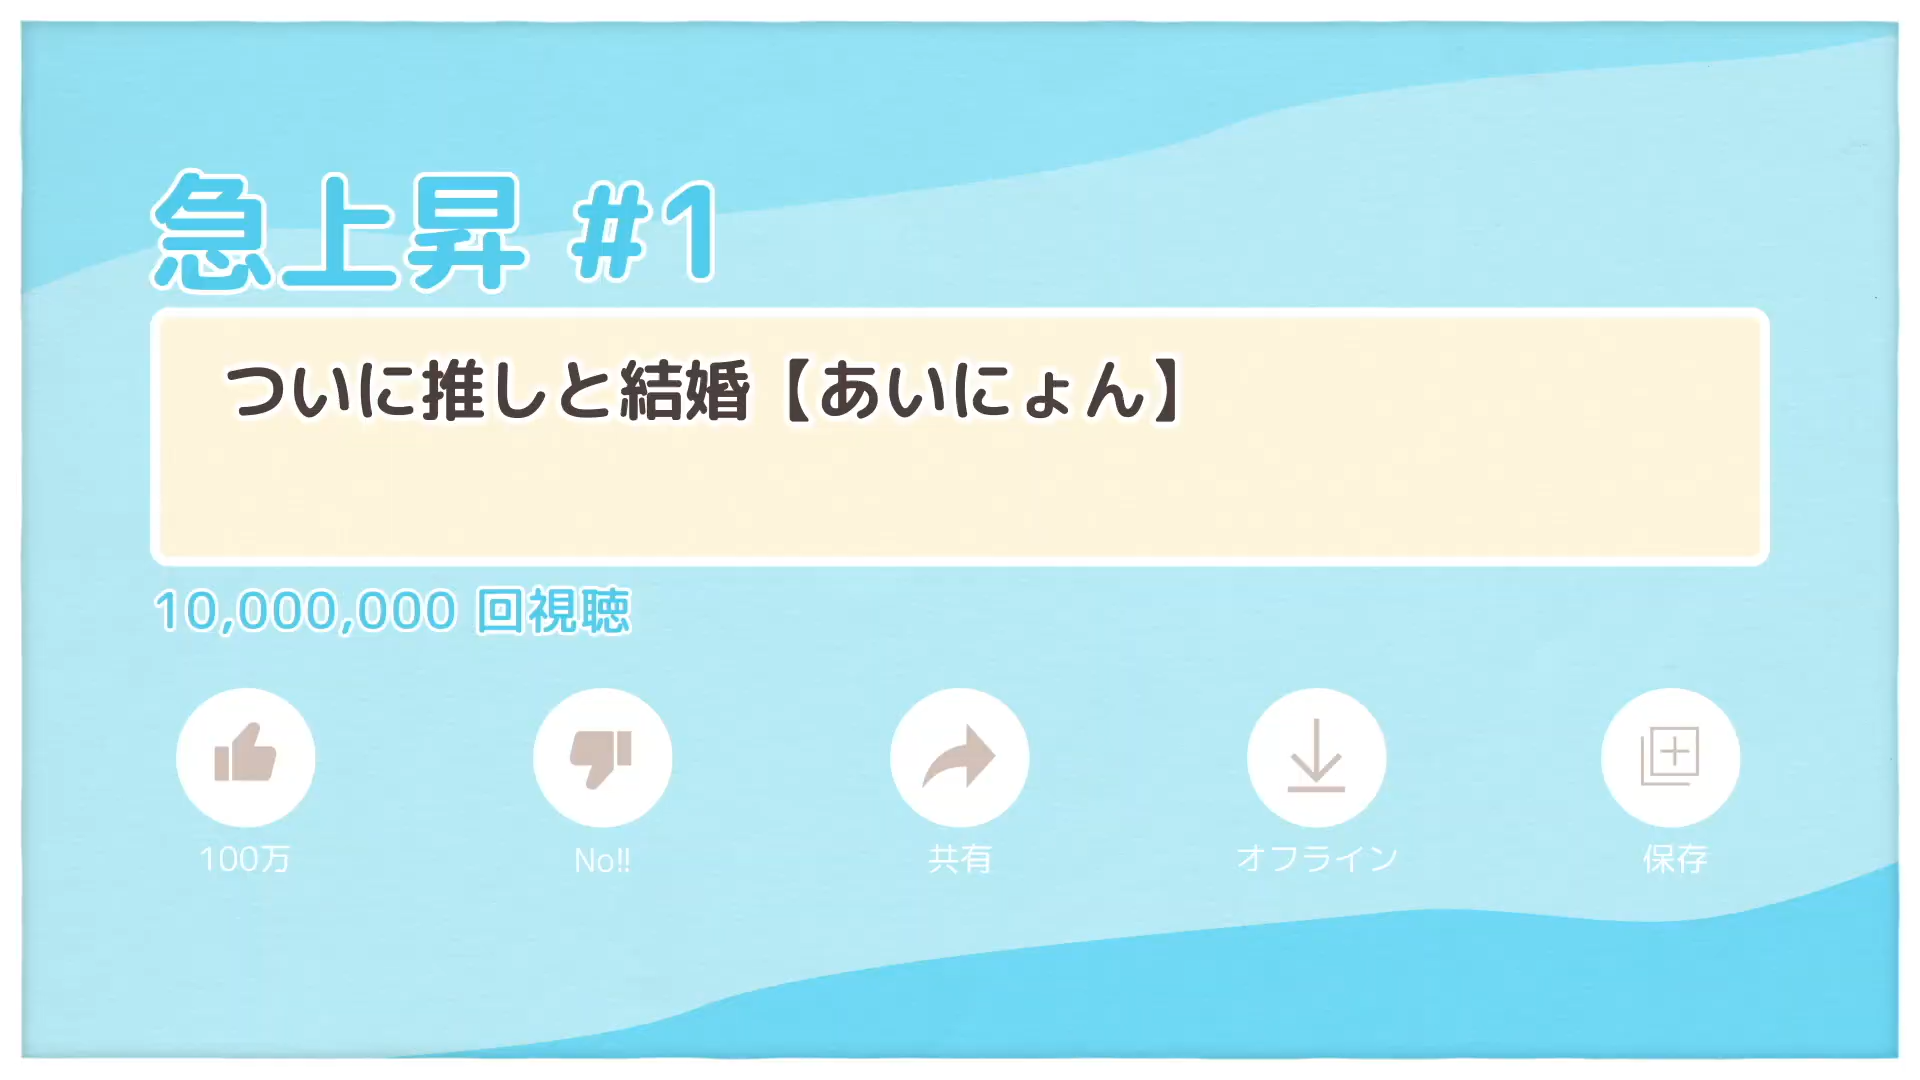 急上昇 #1
ついに推しと結婚【あいにょん】
10,000,000 回視聴
100万
No!!
共有
オフライン
保存